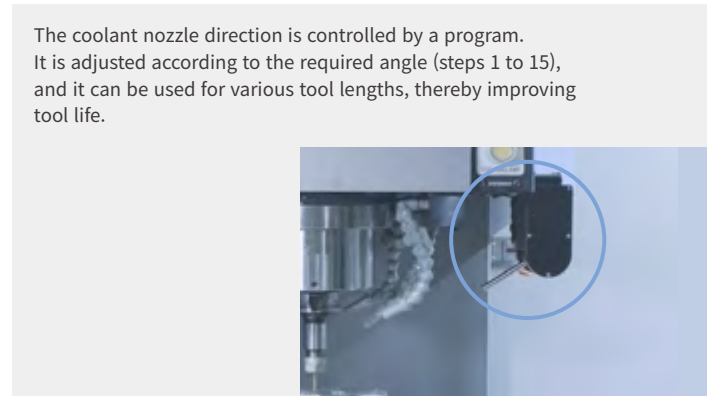 The coolant nozzle direction is controlled by a program.
It is adjusted according to the required angle (steps 1 to 15),
and it can be used for various tool lengths, thereby improving
tool life.